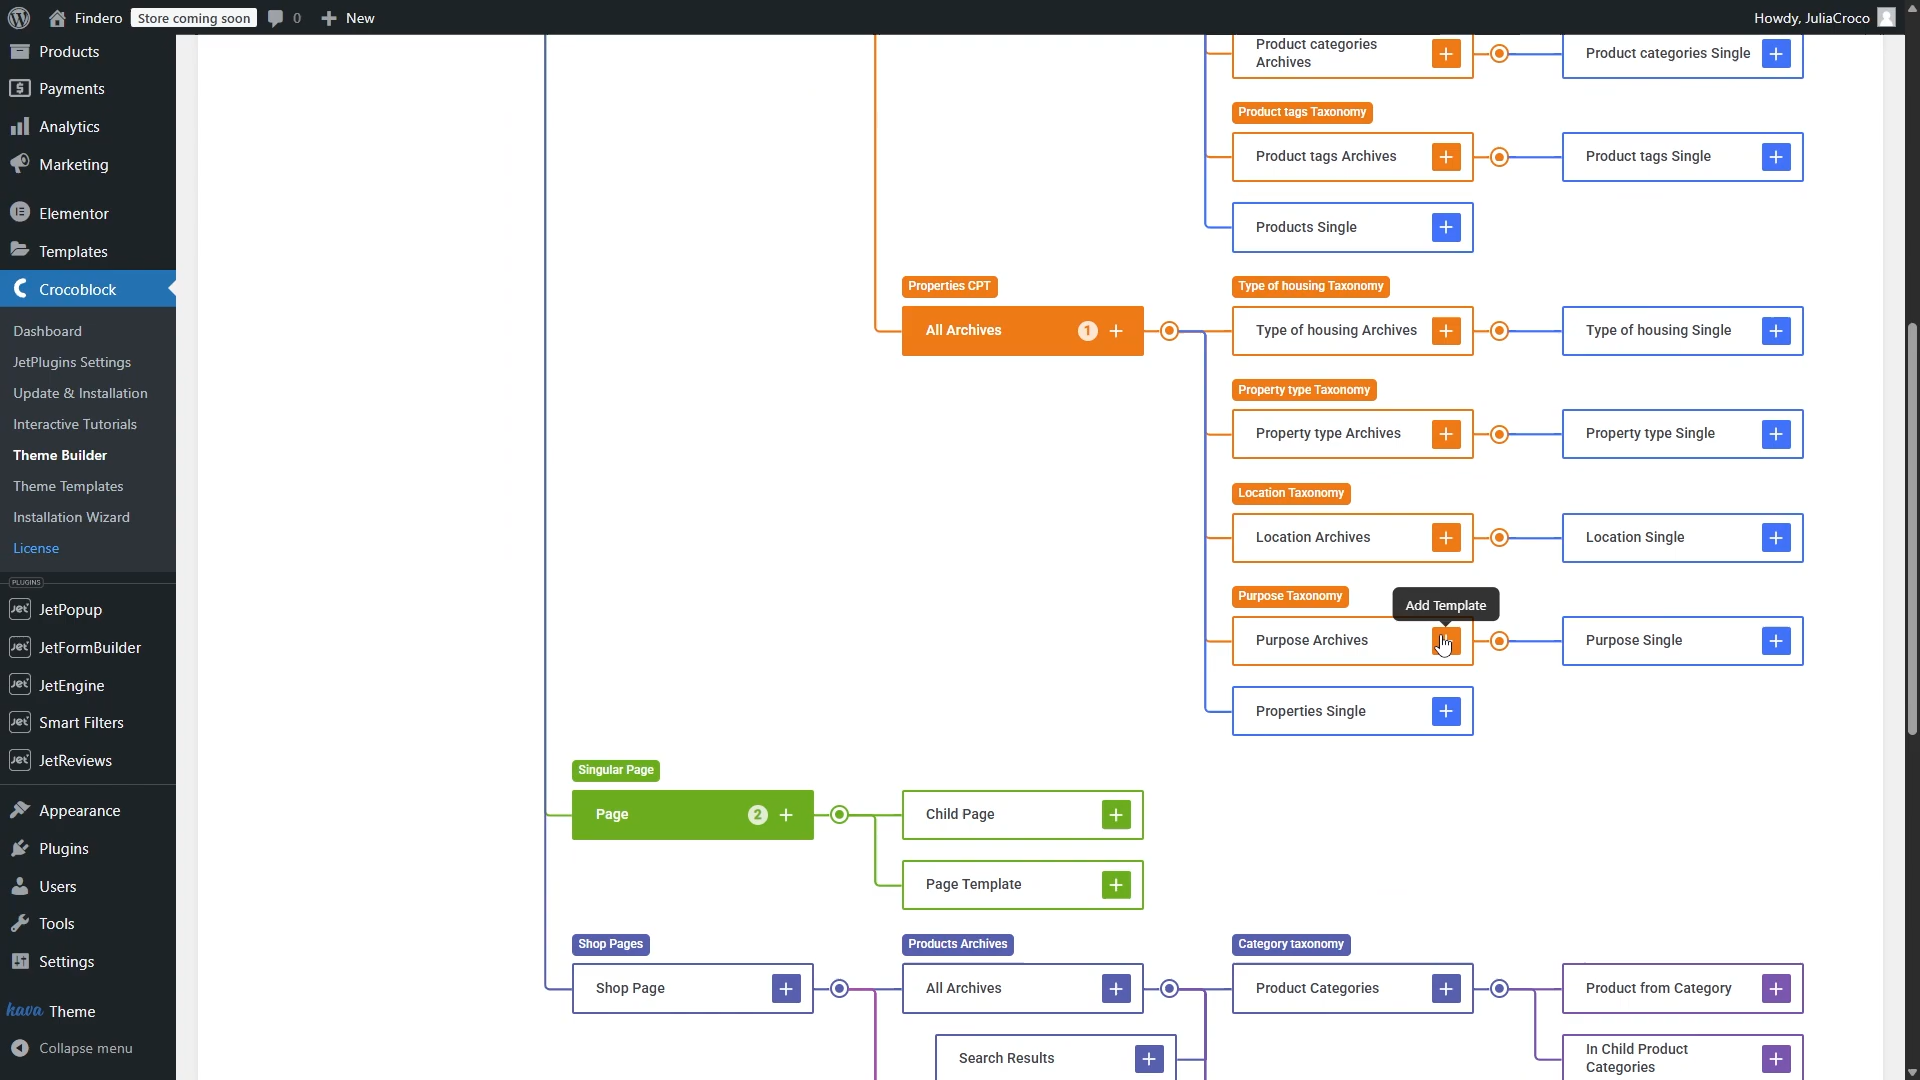 Findero
Store coming soon
0
New
Howdy, JuliaCroco
Products
Payments
Analytics
Marketing
Elementor
Templates
Crocoblock
Dashboard
JetPlugins Settings
Update & Installation
Interactive Tutorials
Theme Builder
Theme Templates
Installation Wizard
License
PLUGINS
Jet JetPopup
Jet JetFormBuilder
Jet JetEngine
Jet Smart Filters
Jet JetReviews
Appearance
Plugins
Users
Tools
Settings
hava Theme
Collapse menu
Product categories
Archives
Product categories Single
Product tags Taxonomy
Product tags Archives
Product tags Single
Products Single
Properties CPT
All Archives
1
Type of housing Taxonomy
Type of housing Archives
Type of housing Single
Property type Taxonomy
Property type Archives
Property type Single
Location Taxonomy
Location Archives
Location Single
Purpose Taxonomy
Add Template
Purpose Archives
Purpose Single
Properties Single
Singular Page
Page
2
Child Page
Page Template
Shop Pages
Shop Page
Products Archives
All Archives
Category taxonomy
Product Categories
Product from Category
Search Results
In Child Product
Categories